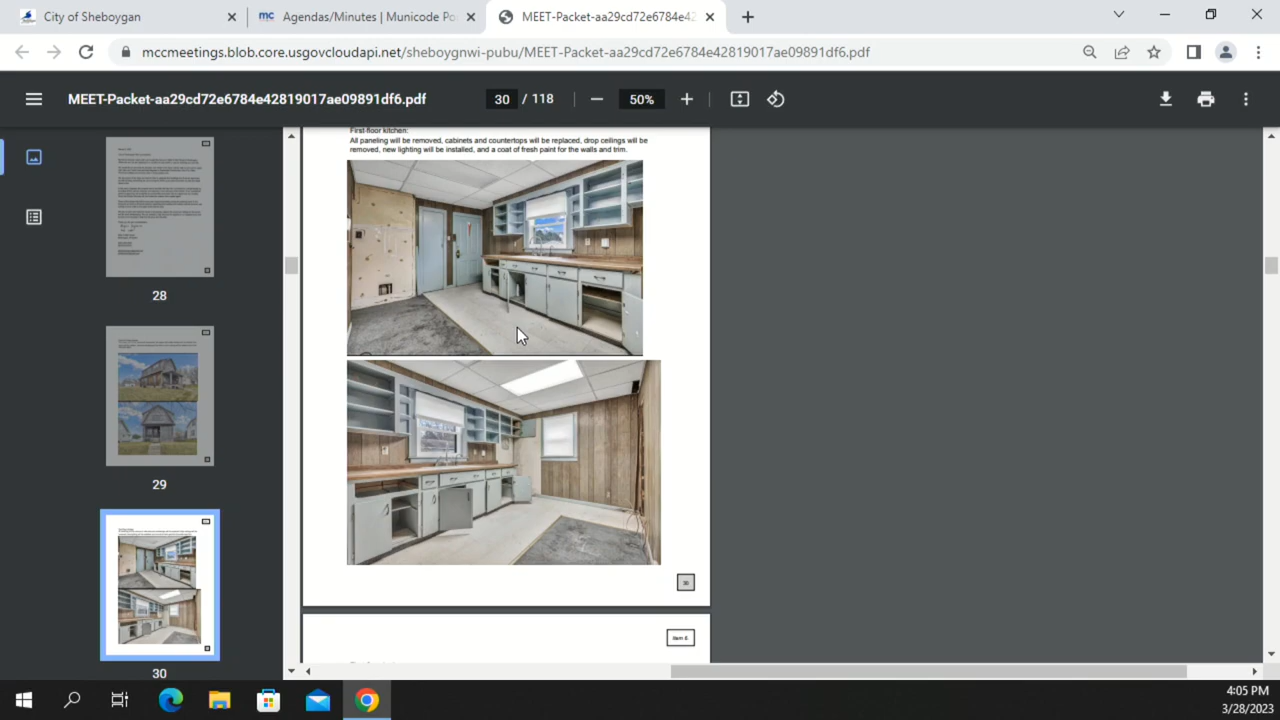 City of Sheboygan
Agendas/Minutes | Municode Po
MEET-Packet-aa29cd72e6784e42
mccmeetings.blob.core.usgovcloudapi.net/sheboygnwi-pubu/MEET-Packet-aa29cd72e6784e42819017ae09891df6.pdf
MEET-Packet-aa29cd72e6784e42819017ae09891df6.pdf
30 / 118
50%
28
29
30
First-floor kitchen:
All paneling will be removed, cabinets and countertops will be replaced, drop ceilings will be
removed, new lighting will be installed, and a coat of fresh paint for the walls and trim.
30
Item 6.
4:05 PM
3/28/2023